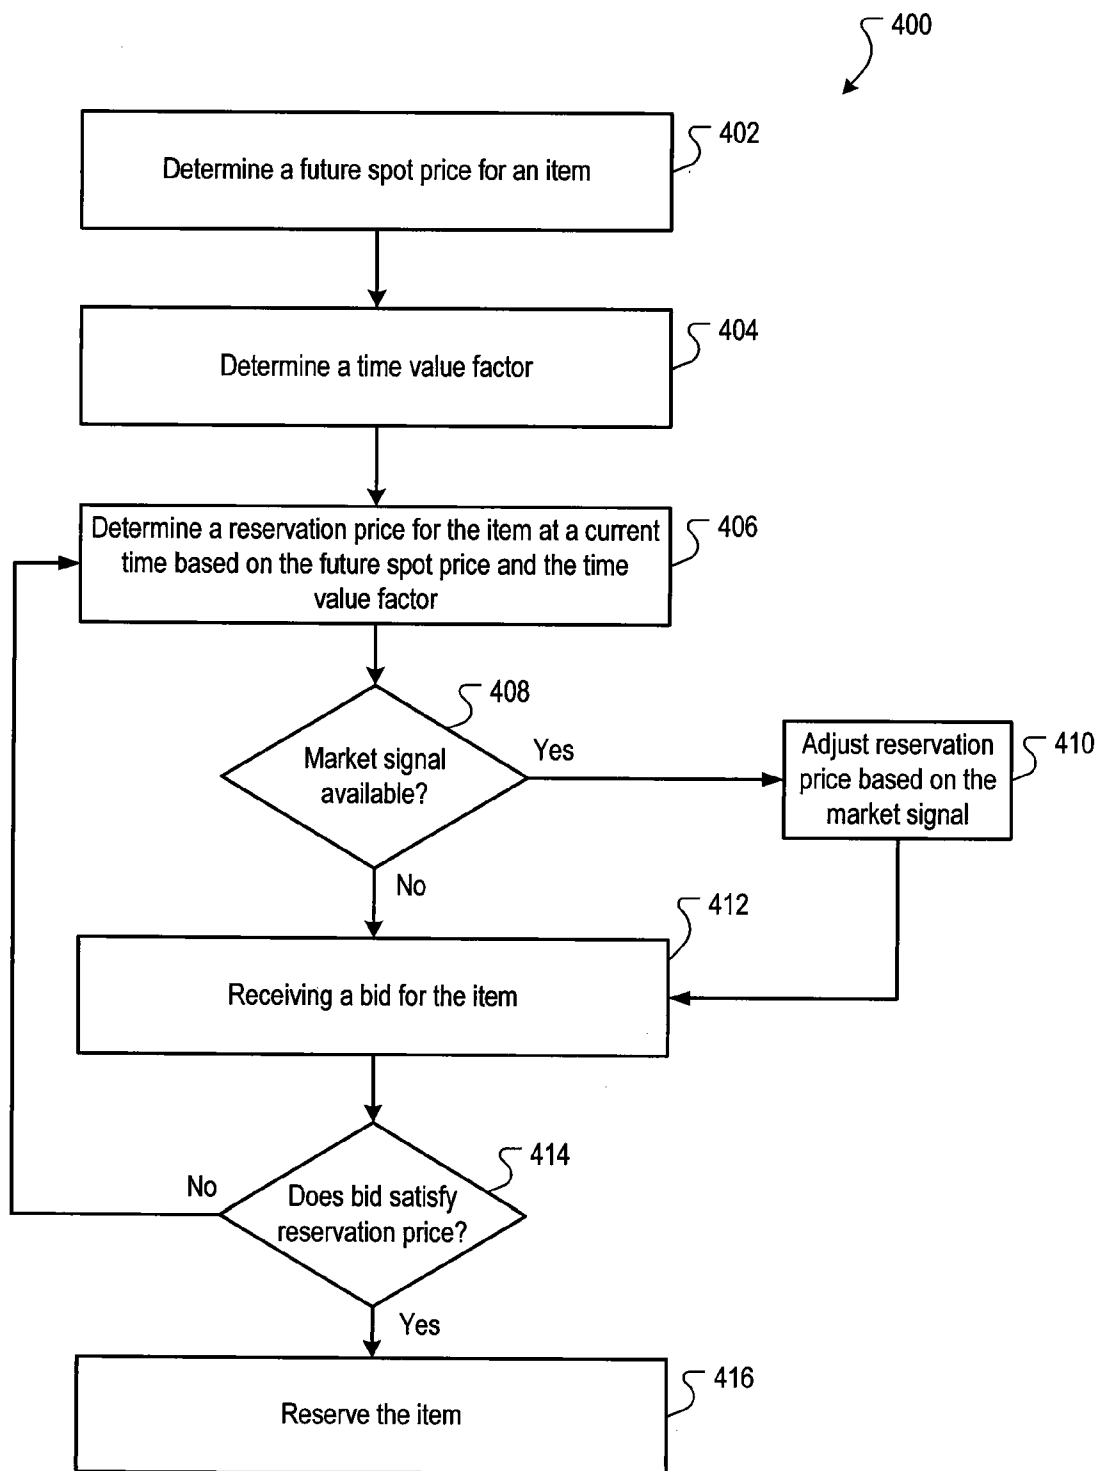 400
402
Determine a future spot price for an item
404
Determine a time value factor
406
Determine a reservation price for the item at a current
time based on the future spot price and the time
value factor
408
Market signal
available?
Yes
Adjust reservation
price based on the
market signal
410
No
412
Receiving a bid for the item
414
No
Does bid satisfy
reservation price?
Yes
416
Reserve the item